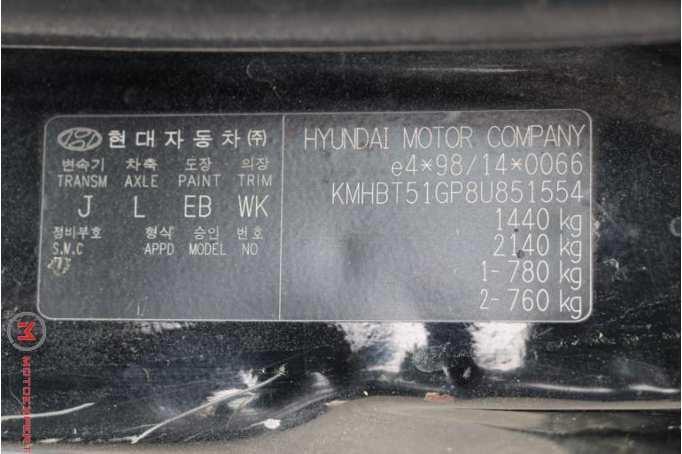 현대자동차㈜
변속기 차축 도장 의장
TRANSM AXLE PAINT TRIM
J L EB WK
정비부호 형식 승인 번호
S.V.C APPD MODEL NO
HYUNDAI MOTOR COMPANY
e4*98/14*0066
KMHBT51GP8U851554
1440 kg
2140 kg
1- 780 kg
2- 760 kg
M